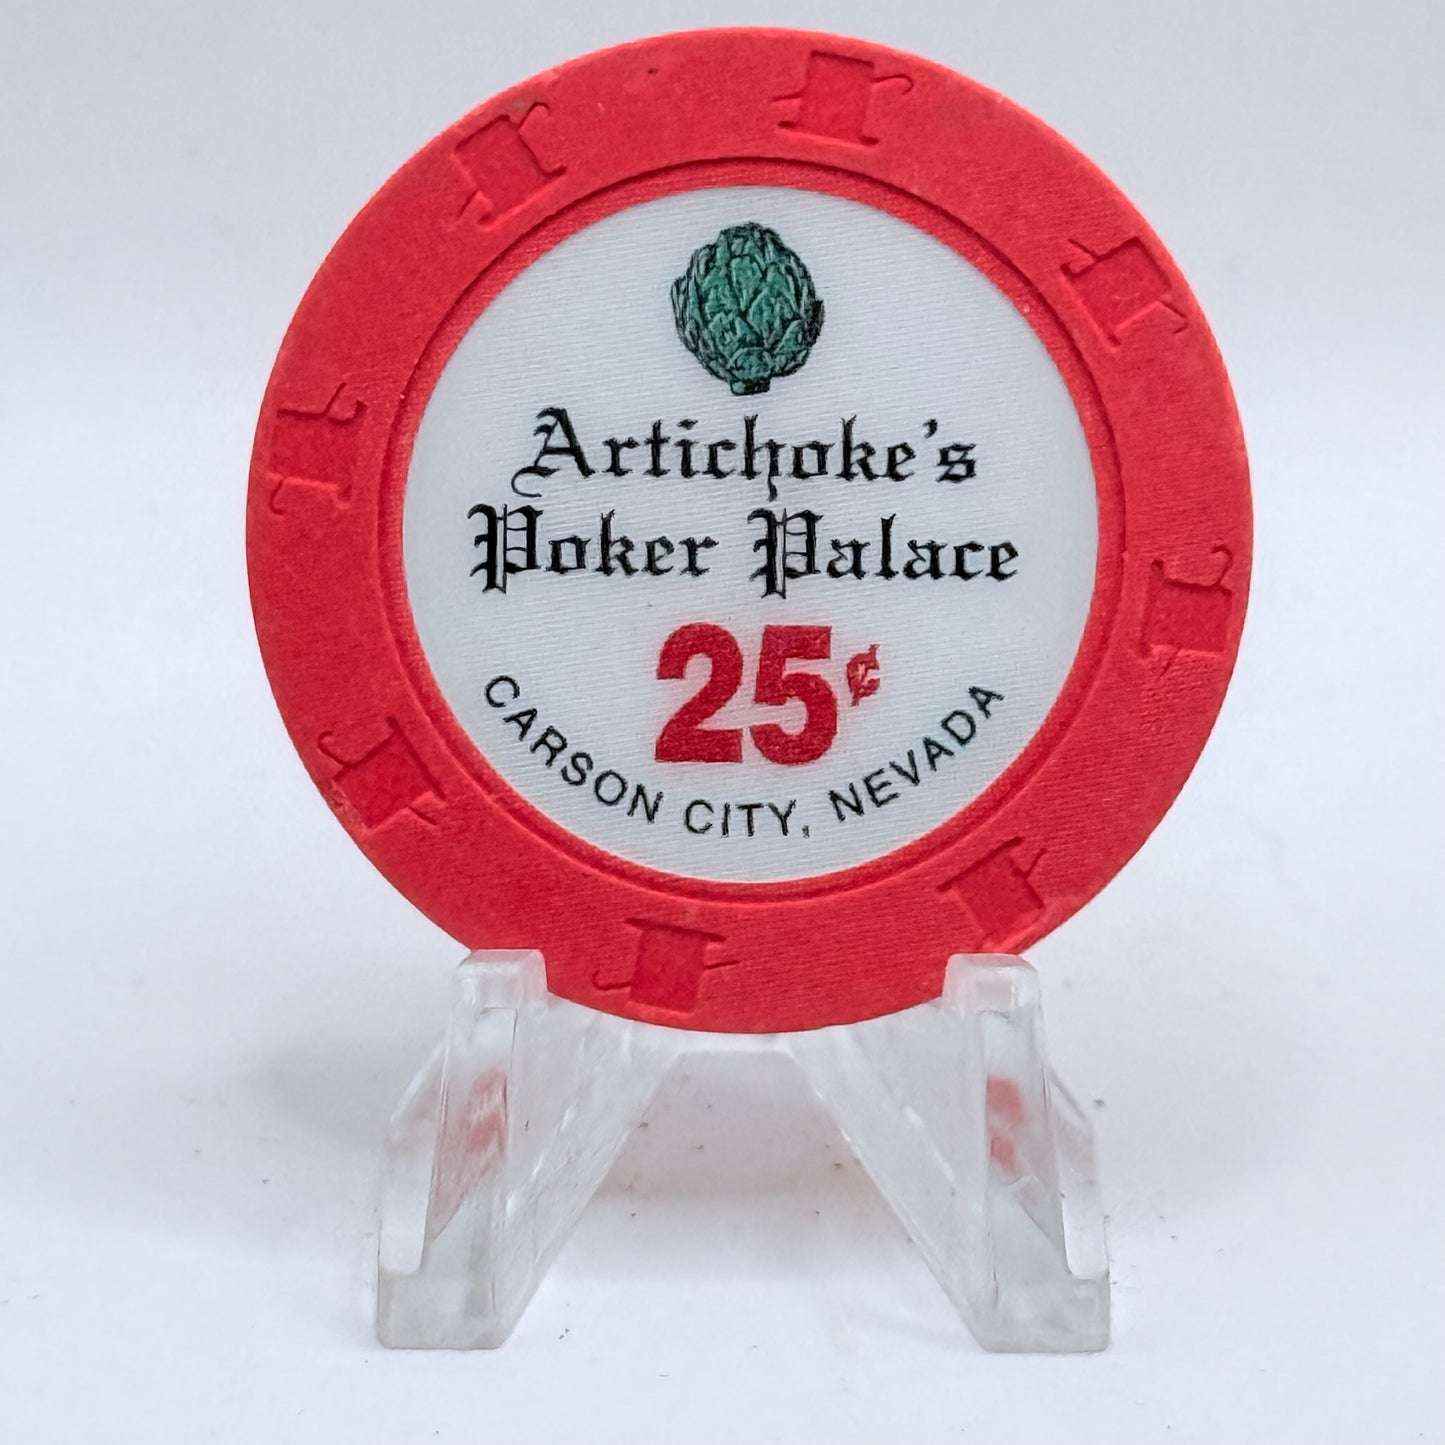 Artichoke's
Poker Palace
25¢
CARSON CITY, NEVADA